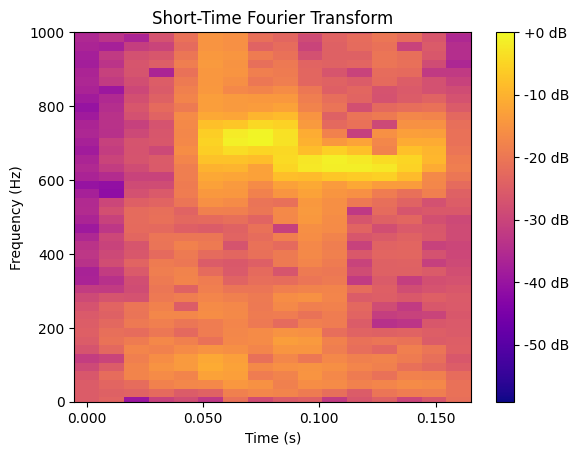 Short-Time Fourier Transform
1000
800
600
400
200
0
Frequency (Hz)
0.000
0.050
0.100
0.150
Time (s)
+0 dB
-10 dB
-20 dB
-30 dB
-40 dB
-50 dB